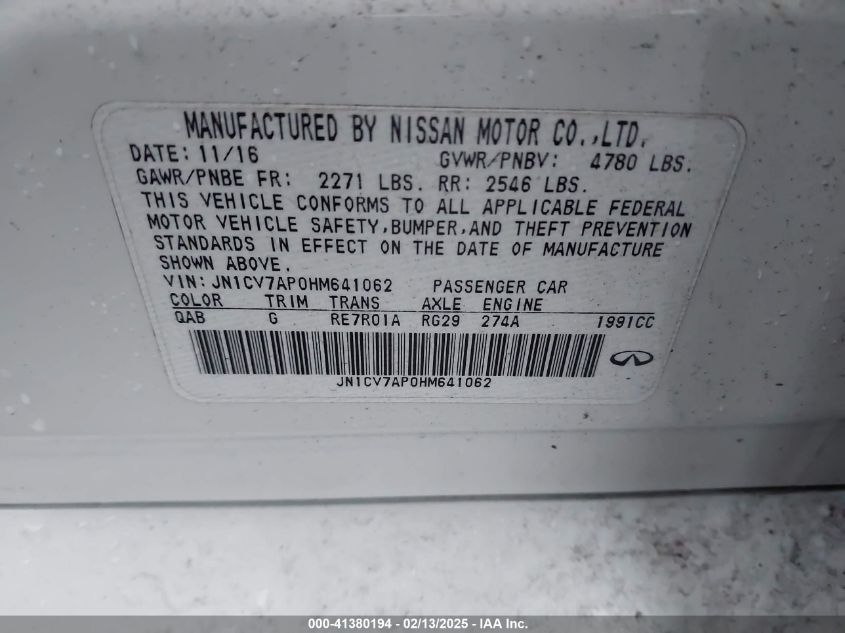 MANUFACTURED BY NISSAN MOTOR CO.,LTD.
DATE: 11/16 GVWR/PNBV: 4780 LBS.
GAWR/PNBE FR: 2271 LBS. RR: 2546 LBS.
THIS VEHICLE CONFORMS TO ALL APPLICABLE FEDERAL
MOTOR VEHICLE SAFETY,BUMPER,AND THEFT PREVENTION
STANDARDS IN EFFECT ON THE DATE OF MANUFACTURE
SHOWN ABOVE.
VIN: JN1CV7AP0HM641062 PASSENGER CAR
COLOR TRIM TRANS AXLE ENGINE
QAB G RE7R01A RG29 274A 1991CC
JN1CV7AP0HM641062
000-41380194 - 02/13/2025 - IAA Inc.